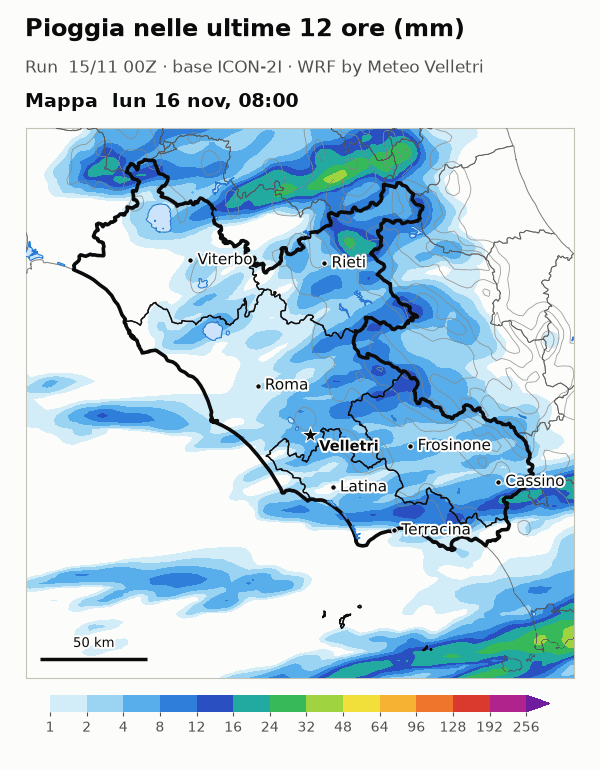 Pioggia nelle ultime 12 ore (mm)
Run  15/11 00Z · base ICON-2I · WRF by Meteo Velletri
Mappa  lun 16 nov, 08:00
Viterbo
Rieti
Roma
Velletri
Frosinone
Cassino
Latina
Terracina
50 km
1 2 4 8 12 16 24 32 48 64 96 128 192 256